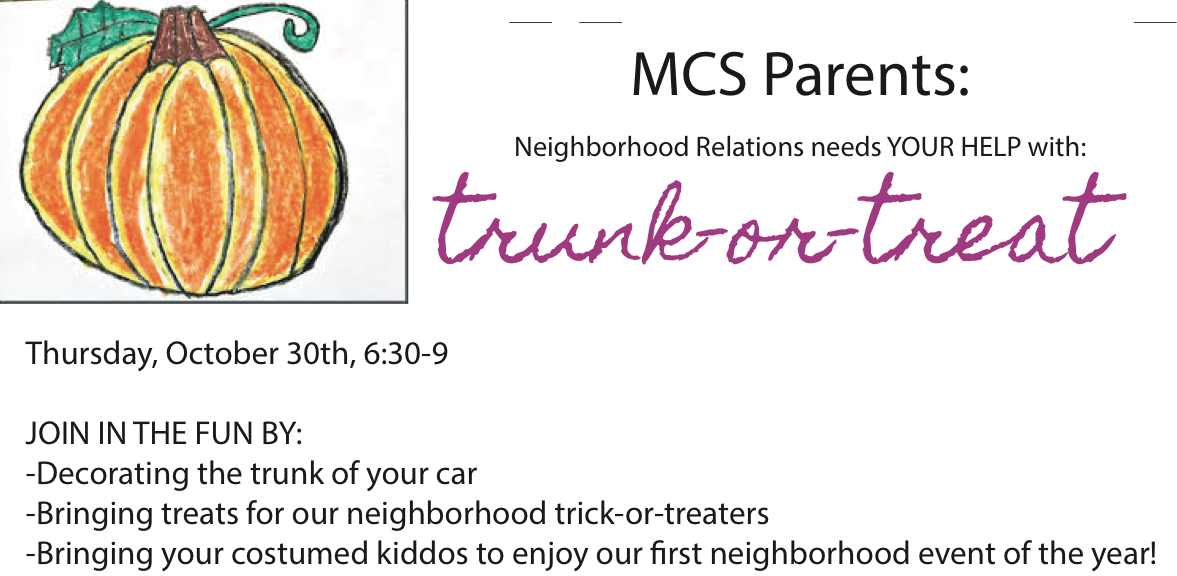 MCS Parents:
Neighborhood Relations needs YOUR HELP with:
trunk-or-treat
Thursday, October 30th, 6:30-9
JOIN IN THE FUN BY:
-Decorating the trunk of your car
-Bringing treats for our neighborhood trick-or-treaters
-Bringing your costumed kiddos to enjoy our first neighborhood event of the year!